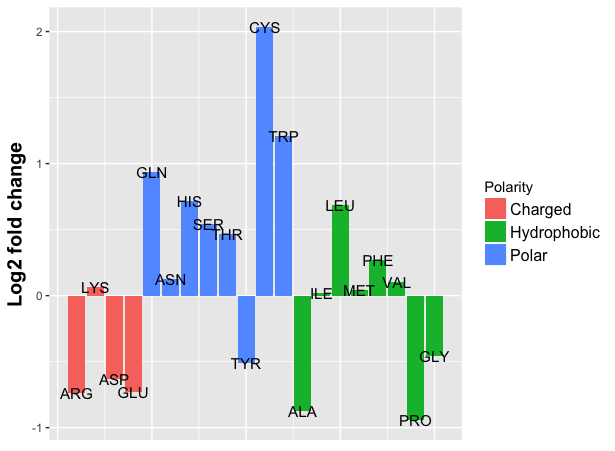 Log2 fold change
2
1
0
-1
CYS
TRP
GLN
HIS
LEU
SER
THR
PHE
ASN
VAL
LYS
ILE
MET
TYR
GLY
ASP
GLU
ARG
ALA
PRO
Polarity
Charged
Hydrophobic
Polar